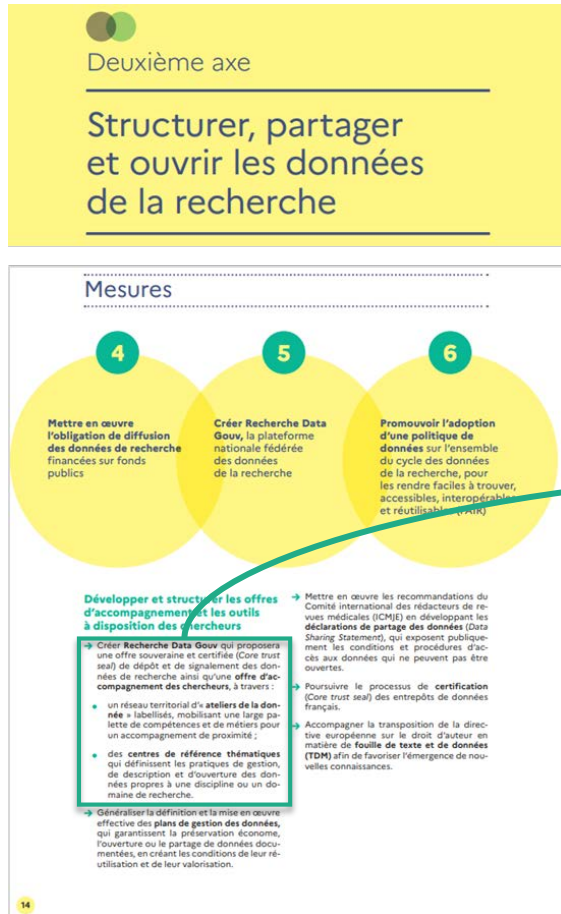 Deuxième axe
Structurer, partager
et ouvrir les données
de la recherche
Mesures
4
Mettre en œuvre
l'obligation de diffusion
des données de recherche
financées sur fonds
publics
5
Créer Recherche Data
Gouv, la plateforme
nationale fédérée
des données
de la recherche
6
Promouvoir l'adoption
d'une politique de
données sur l'ensemble
du cycle des données
de la recherche, pour
les rendre faciles à trouver,
accessibles, interopérables
et réutilisables (FAIR)
Développer et structurer les offres
d'accompagnement et les outils
à disposition des chercheurs
→ Créer Recherche Data Gouv qui proposera
une offre souveraine et certifiée (Core trust
seal) de dépôt et de signalement des don-
nées de recherche ainsi qu'une offre d'ac-
compagnement des chercheurs, à travers :
• un réseau territorial d'« ateliers de la don-
née » labellisés, mobilisant une large pa-
lette de compétences et de métiers pour
un accompagnement de proximité ;
• des centres de référence thématiques
qui définissent les pratiques de gestion,
de description et d'ouverture des don-
nées propres à une discipline ou un do-
maine de recherche.
→ Généraliser la définition et la mise en œuvre
effective des plans de gestion des données,
qui garantissent la préservation économe,
l'ouverture ou le partage de données docu-
mentées, en créant les conditions de leur ré-
utilisation et de leur valorisation.
→ Mettre en œuvre les recommandations du
Comité international des rédacteurs de re-
vues médicales (ICMJE) en développant les
déclarations de partage des données (Data
Sharing Statement), qui exposent publique-
ment les conditions et procédures d'ac-
cès aux données qui ne peuvent pas être
ouvertes.
→ Poursuivre le processus de certification
(Core trust seal) des entrepôts de données
français.
→ Accompagner la transposition de la direc-
tive européenne sur le droit d'auteur en
matière de fouille de texte et de données
(TDM) afin de favoriser l'émergence de nou-
velles connaissances.
14